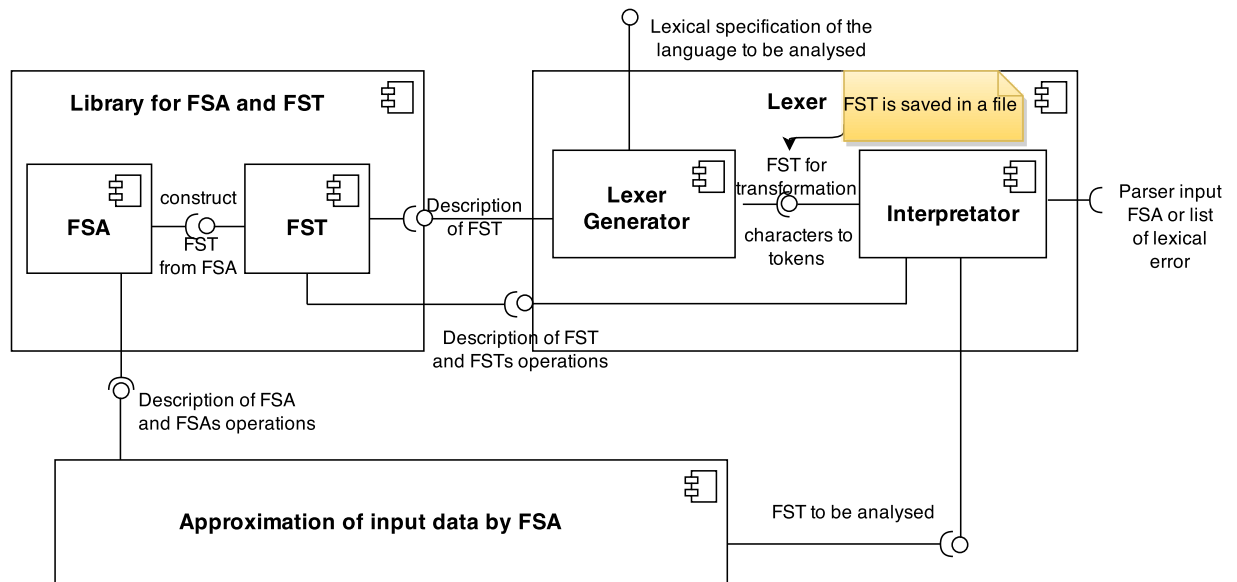 Lexical specification of the
language to be analysed
Library for FSA and FST
Lexer
FST is saved in a file
FSA
construct
FST
from FSA
FST
Description
of FST
Lexer
Generator
FST for
transformation
characters to
tokens
Interpretator
Parser input
FSA or list
of lexical
error
Description of FST
and FSTs operations
Description of FSA
and FSAs operations
Approximation of input data by FSA
FST to be analysed